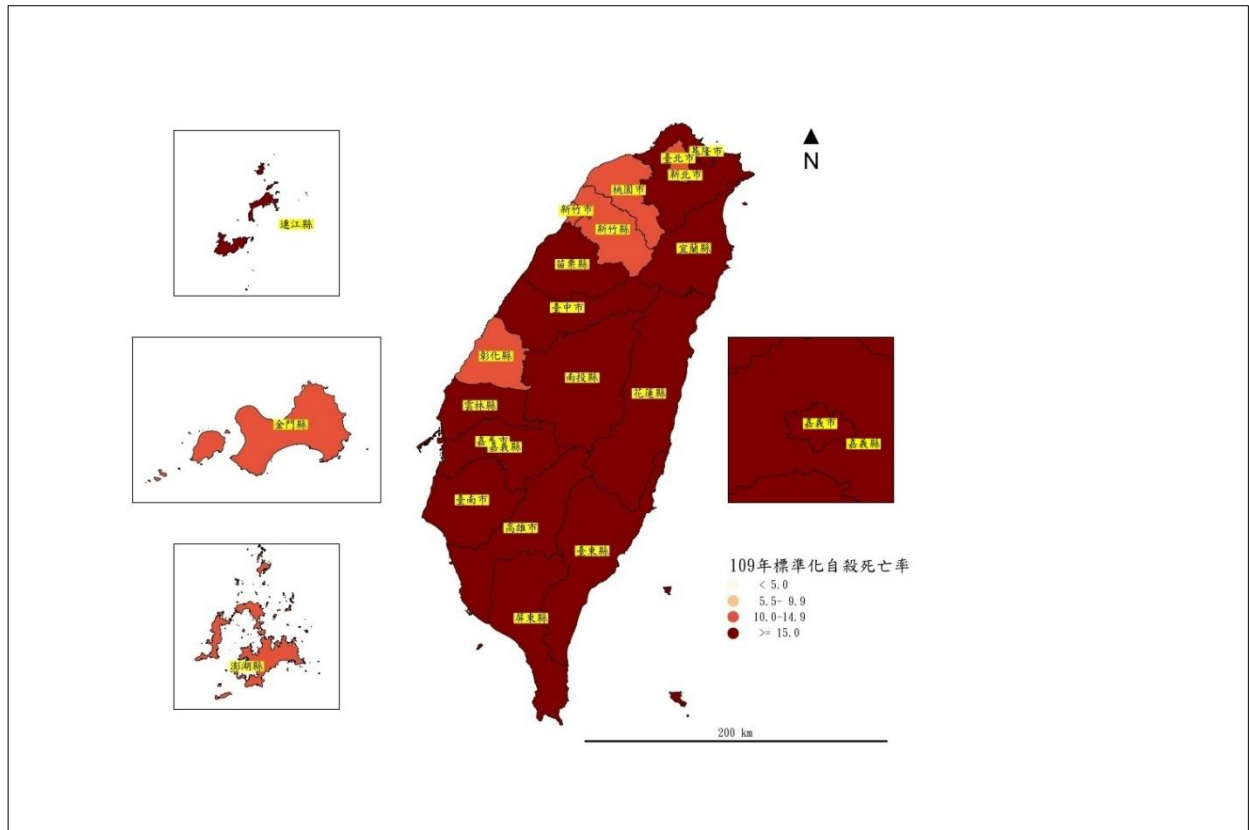 N
基隆市
臺北市
新北市
桃園市
新竹市
新竹縣
宜蘭縣
苗栗縣
臺中市
彰化縣
南投縣
花蓮縣
雲林縣
嘉義市
嘉義縣
臺南市
高雄市
臺東縣
屏東縣
連江縣
金門縣
澎湖縣
嘉義市
嘉義縣
109年標準化自殺死亡率
< 5.0
5.5- 9.9
10.0-14.9
>= 15.0
200 km